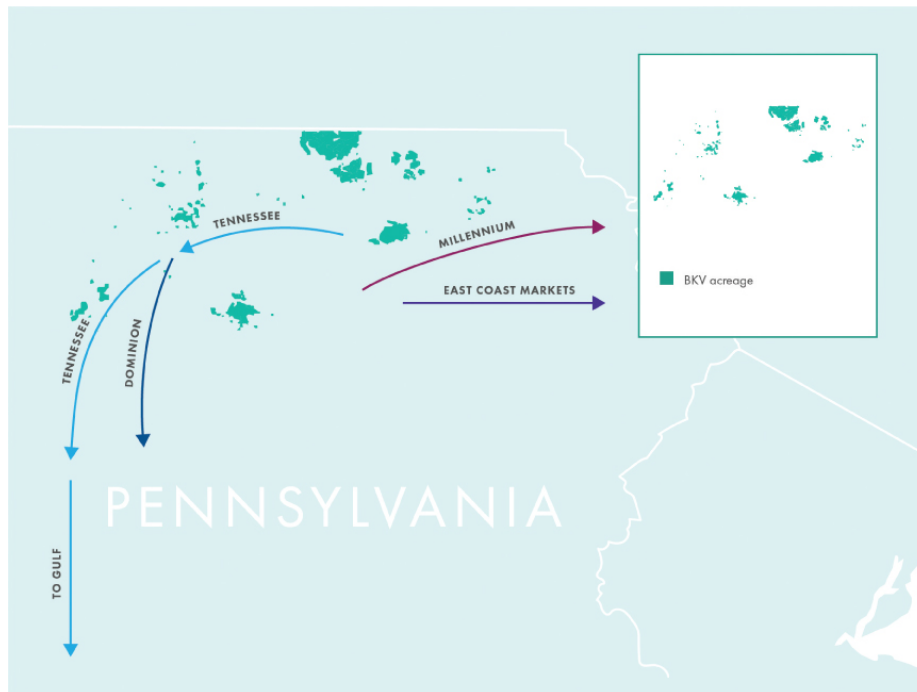 TENNESSEE
MILLENNIUM
EAST COAST MARKETS
BKV acreage
TENNESSEE
DOMINION
PENNSYLVANIA
TO GULF